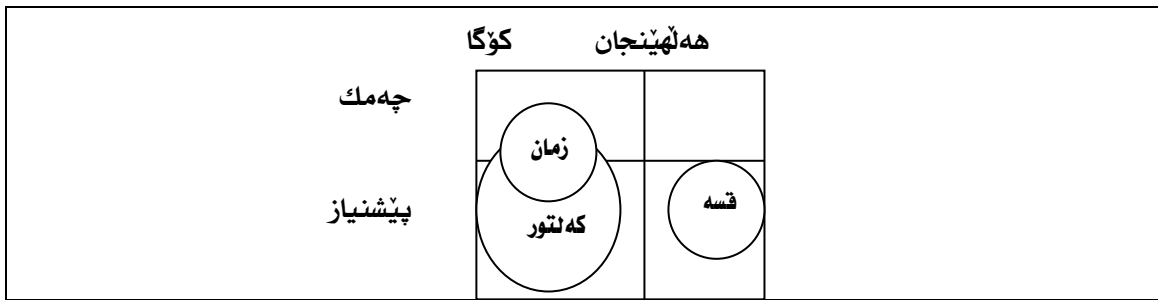 هەڵهێنجان کۆگا
چەمك
زمان
پێشنیاز
قسە
کەلتور